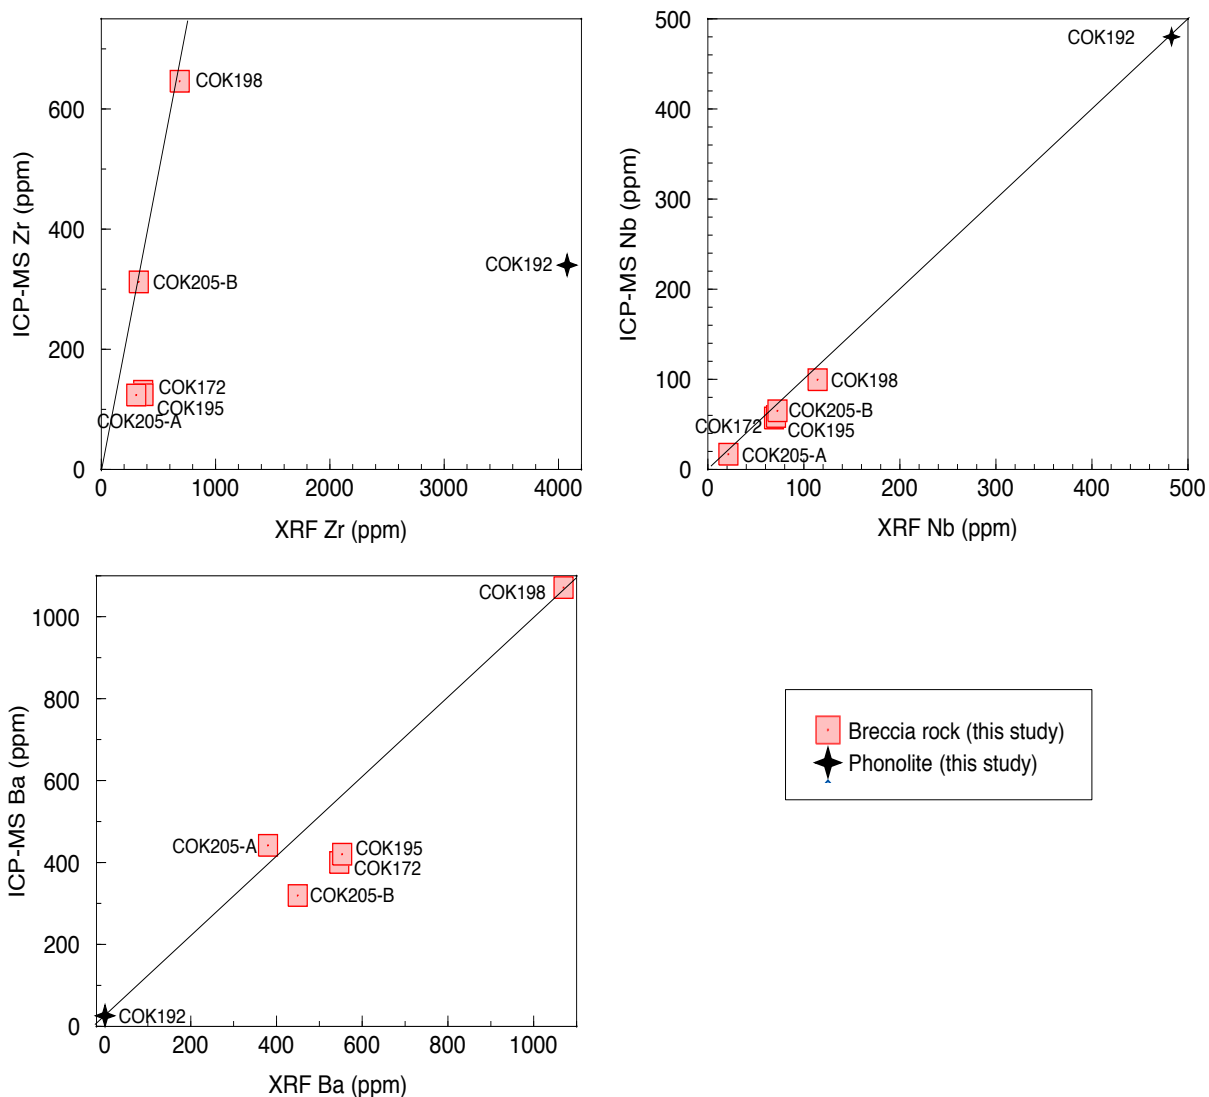 ICP-MS Zr (ppm)
600
400
200
0
COK198
COK205-B
COK192
COK172
COK195
COK205-A
0
1000
2000
3000
4000
XRF Zr (ppm)
ICP-MS Nb (ppm)
500
400
300
200
100
0
COK192
COK198
COK205-B
COK172
COK195
COK205-A
0
100
200
300
400
500
XRF Nb (ppm)
ICP-MS Ba (ppm)
1000
800
600
400
200
0
COK198
COK205-A
COK195
COK172
COK205-B
COK192
0
200
400
600
800
1000
XRF Ba (ppm)
Breccia rock (this study)
Phonolite (this study)